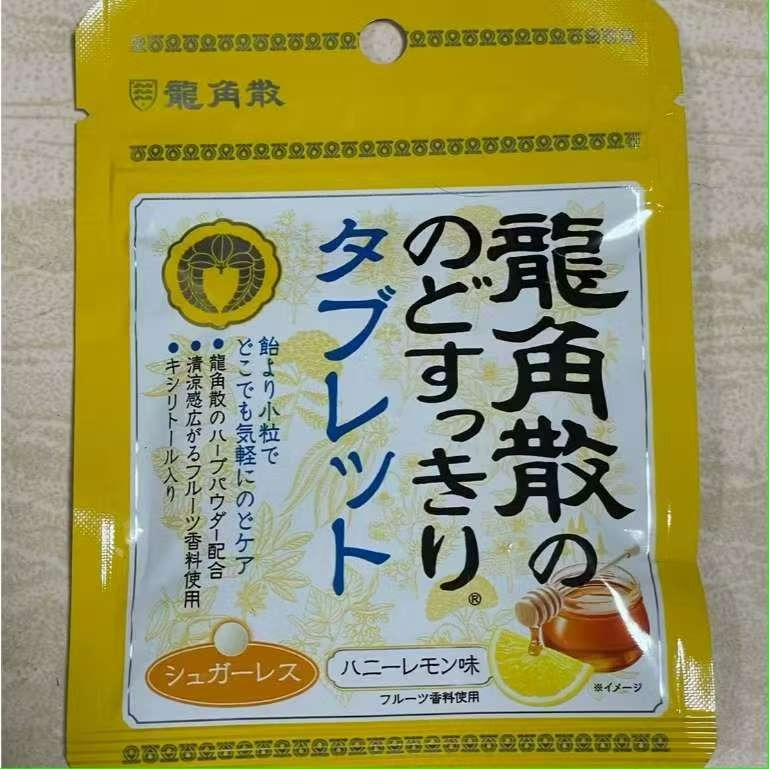 龍角散
龍角散の
のどすっきり®
タブレット
飴より小粒で
どこでも気軽にのどケア
●龍角散のハーブパウダー配合
●清涼感広がるフルーツ香料使用
●キシリトール入り
シュガーレス
ハニーレモン味
フルーツ香料使用
※イメージ